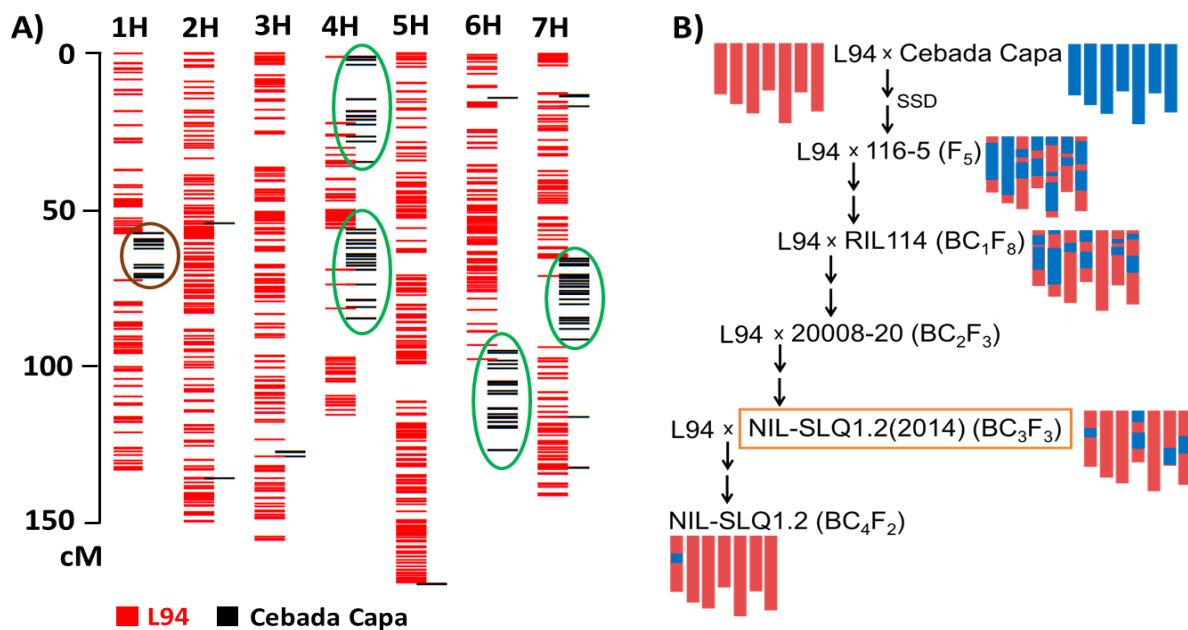 A)
1H 2H 3H 4H 5H 6H 7H
0
50
100
150
cM
L94 Cebada Capa
B)
L94 × Cebada Capa
SSD
L94 × 116-5 (F₅)
L94 × RIL114 (BC₁F₈)
L94 × 20008-20 (BC₂F₃)
L94 × NIL-SLQ1.2(2014) (BC₃F₃)
NIL-SLQ1.2 (BC₄F₂)